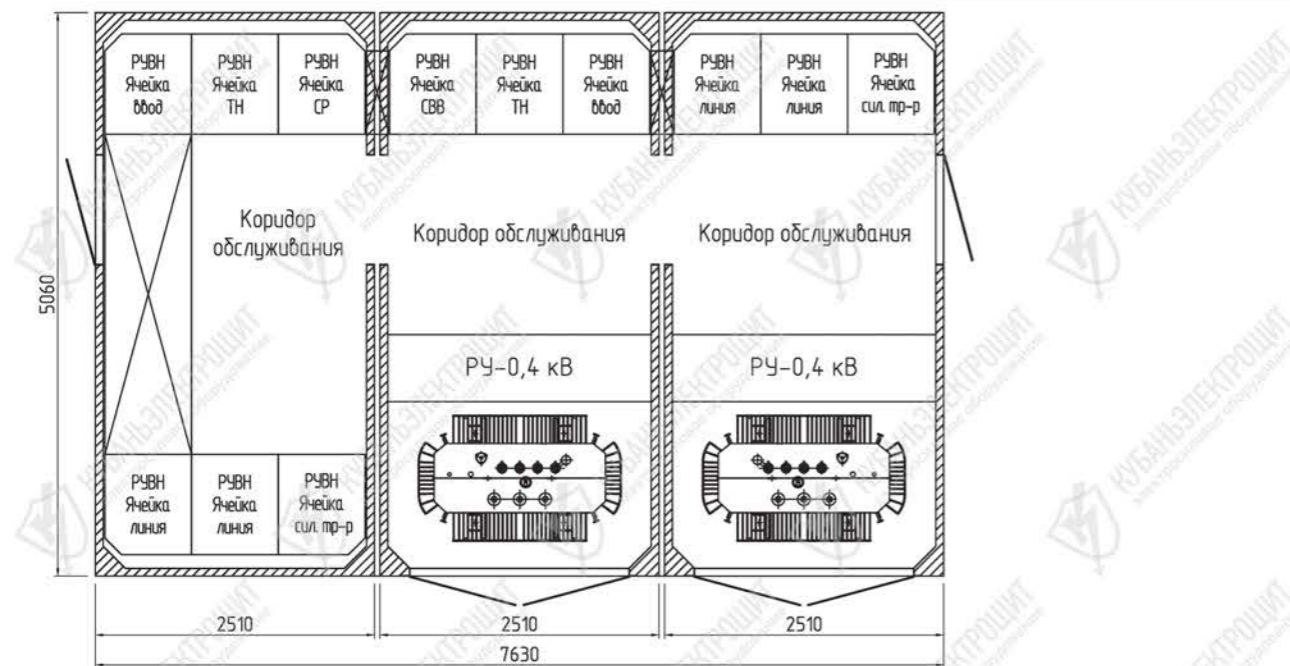 РУВН
Ячейка
ввод
РУВН
Ячейка
ТН
РУВН
Ячейка
СР
РУВН
Ячейка
СВВ
РУВН
Ячейка
ТН
РУВН
Ячейка
ввод
РУВН
Ячейка
линия
РУВН
Ячейка
линия
РУВН
Ячейка
сил. тр-р
Коридор
обслуживания
Коридор обслуживания
Коридор обслуживания
5060
РУ-0,4 кВ
РУ-0,4 кВ
РУВН
Ячейка
линия
РУВН
Ячейка
линия
РУВН
Ячейка
сил. тр-р
2510
2510
2510
7630
КУБАНЬЭЛЕКТРОЩИТ
электрощитовое оборудование